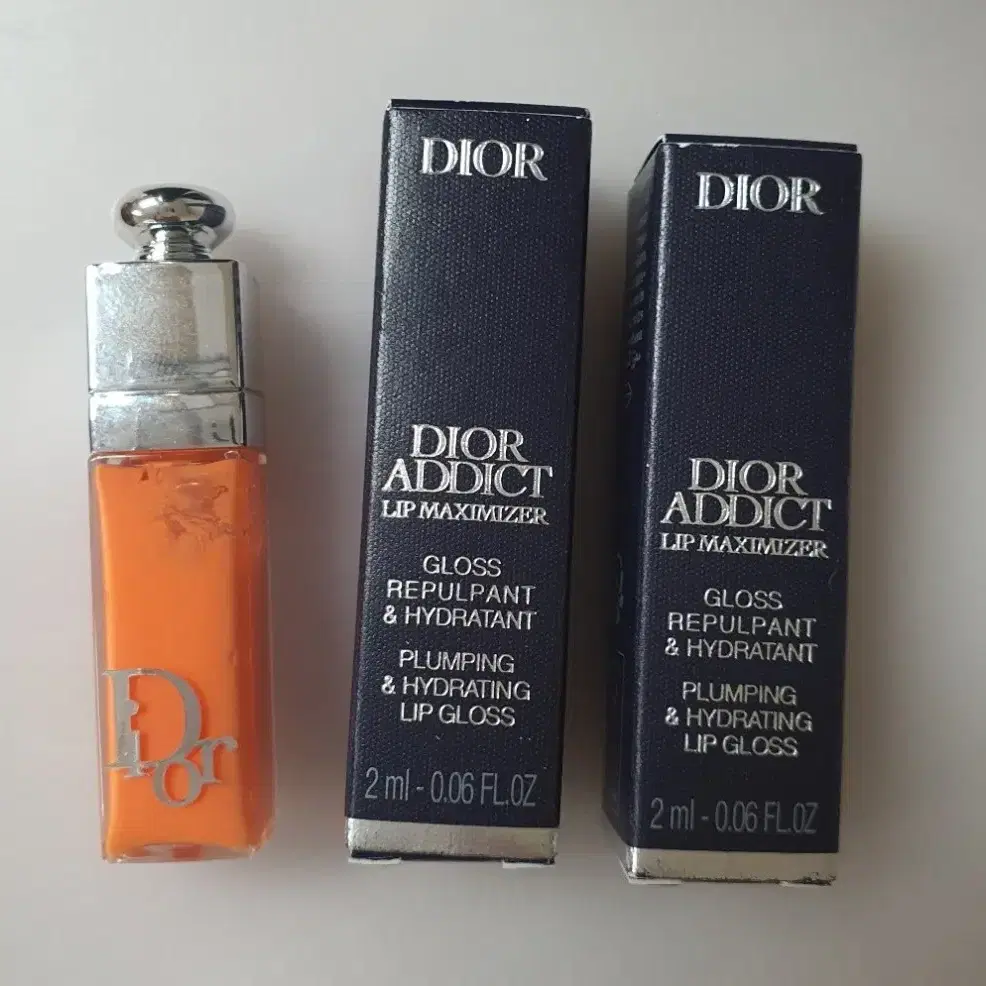 Dior
DIOR
DIOR
ADDICT
LIP MAXIMIZER
GLOSS
REPULPANT
& HYDRATANT
PLUMPING
& HYDRATING
LIP GLOSS
2 ml - 0.06 FL.OZ
DIOR
DIOR
ADDICT
LIP MAXIMIZER
GLOSS
REPULPANT
& HYDRATANT
PLUMPING
& HYDRATING
LIP GLOSS
2 ml - 0.06 FL.OZ